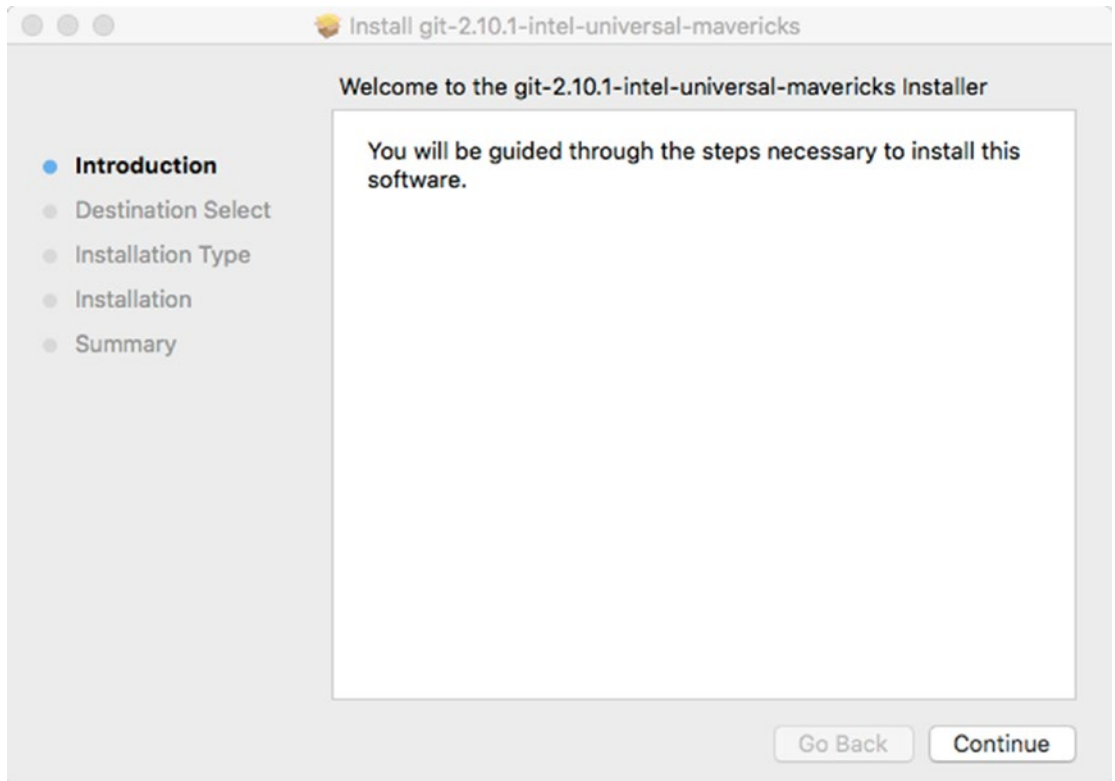 Install git-2.10.1-intel-universal-mavericks
Welcome to the git-2.10.1-intel-universal-mavericks Installer
Introduction
Destination Select
Installation Type
Installation
Summary
You will be guided through the steps necessary to install this
software.
Go Back
Continue